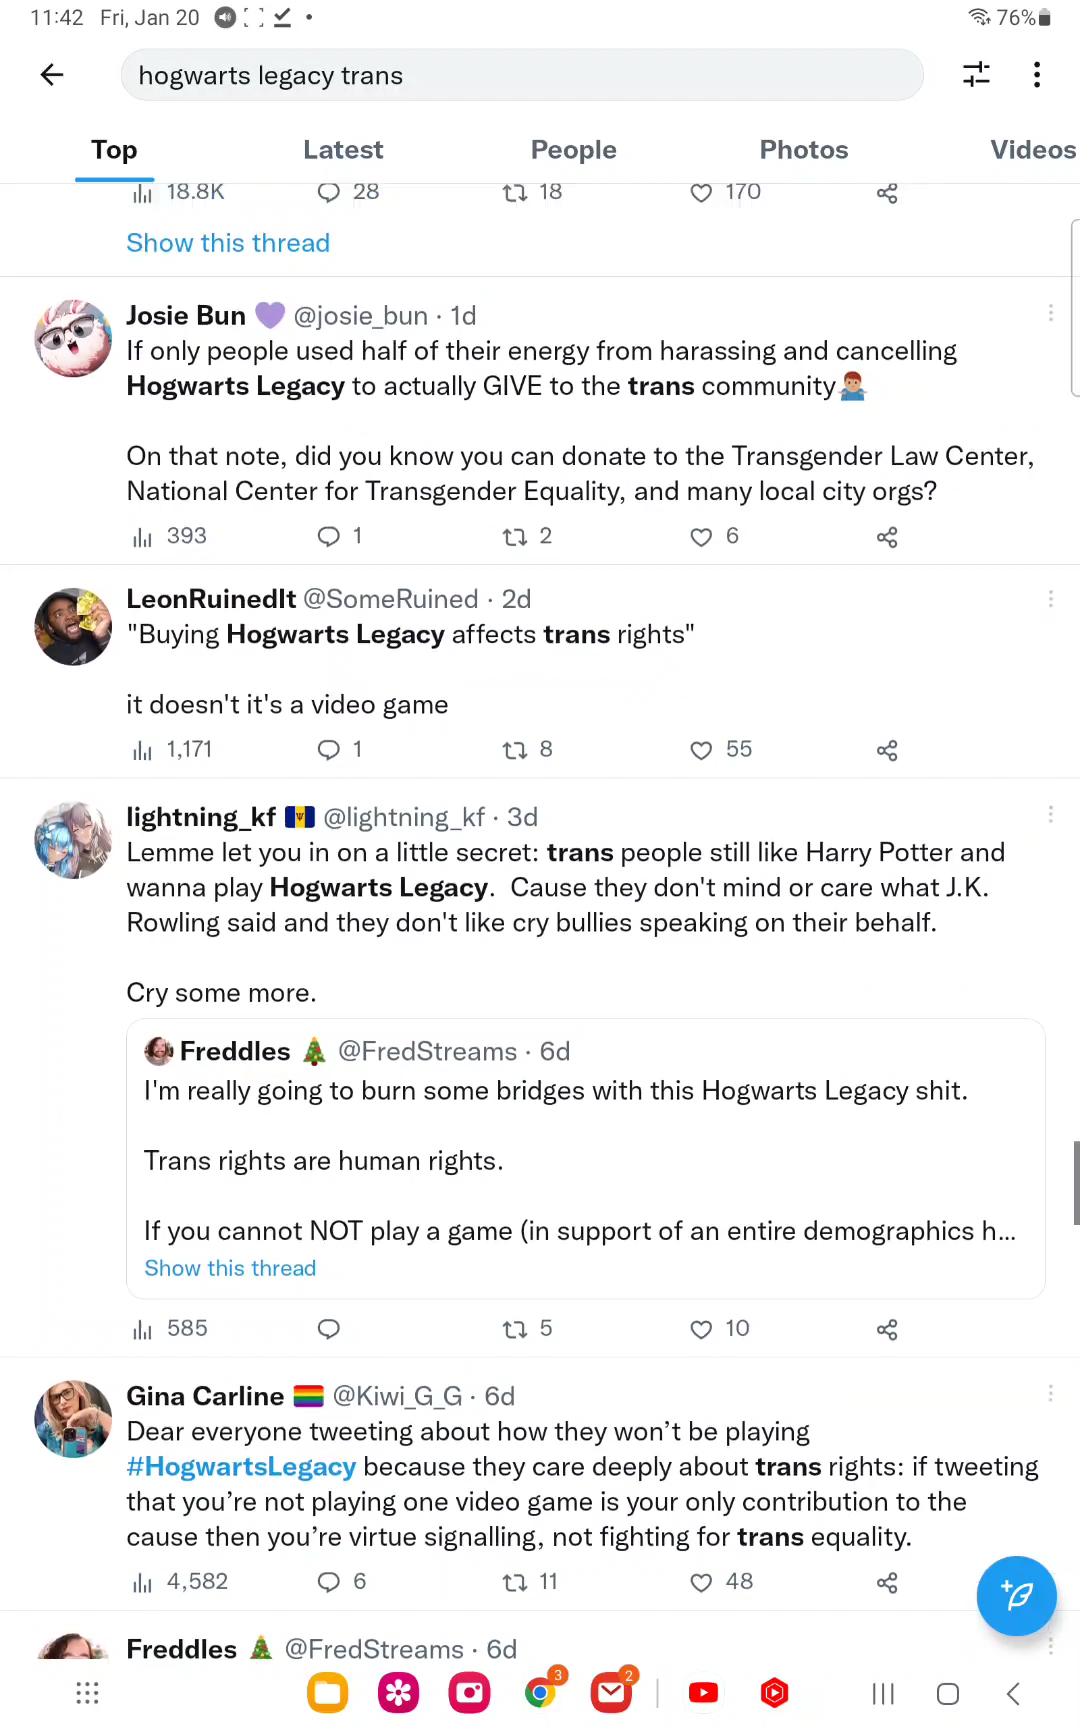 11:42 Fri, Jan 20 76%
hogwarts legacy trans
Top Latest People Photos Videos
18.8K 28 18 170
Show this thread
Josie Bun 💜 @josie_bun · 1d
If only people used half of their energy from harassing and cancelling
Hogwarts Legacy to actually GIVE to the trans community🤷🏽‍♂️
On that note, did you know you can donate to the Transgender Law Center,
National Center for Transgender Equality, and many local city orgs?
393 1 2 6
LeonRuinedIt @SomeRuined · 2d
"Buying Hogwarts Legacy affects trans rights"
it doesn't it's a video game
1,171 1 8 55
lightning_kf 🇧🇧 @lightning_kf · 3d
Lemme let you in on a little secret: trans people still like Harry Potter and
wanna play Hogwarts Legacy.  Cause they don't mind or care what J.K.
Rowling said and they don't like cry bullies speaking on their behalf.
Cry some more.
Freddles 🎄 @FredStreams · 6d
I'm really going to burn some bridges with this Hogwarts Legacy shit.
Trans rights are human rights.
If you cannot NOT play a game (in support of an entire demographics h...
Show this thread
585 5 10
Gina Carline 🏳️‍🌈 @Kiwi_G_G · 6d
Dear everyone tweeting about how they won’t be playing
#HogwartsLegacy because they care deeply about trans rights: if tweeting
that you’re not playing one video game is your only contribution to the
cause then you’re virtue signalling, not fighting for trans equality.
4,582 6 11 48
Freddles 🎄 @FredStreams · 6d
3 2